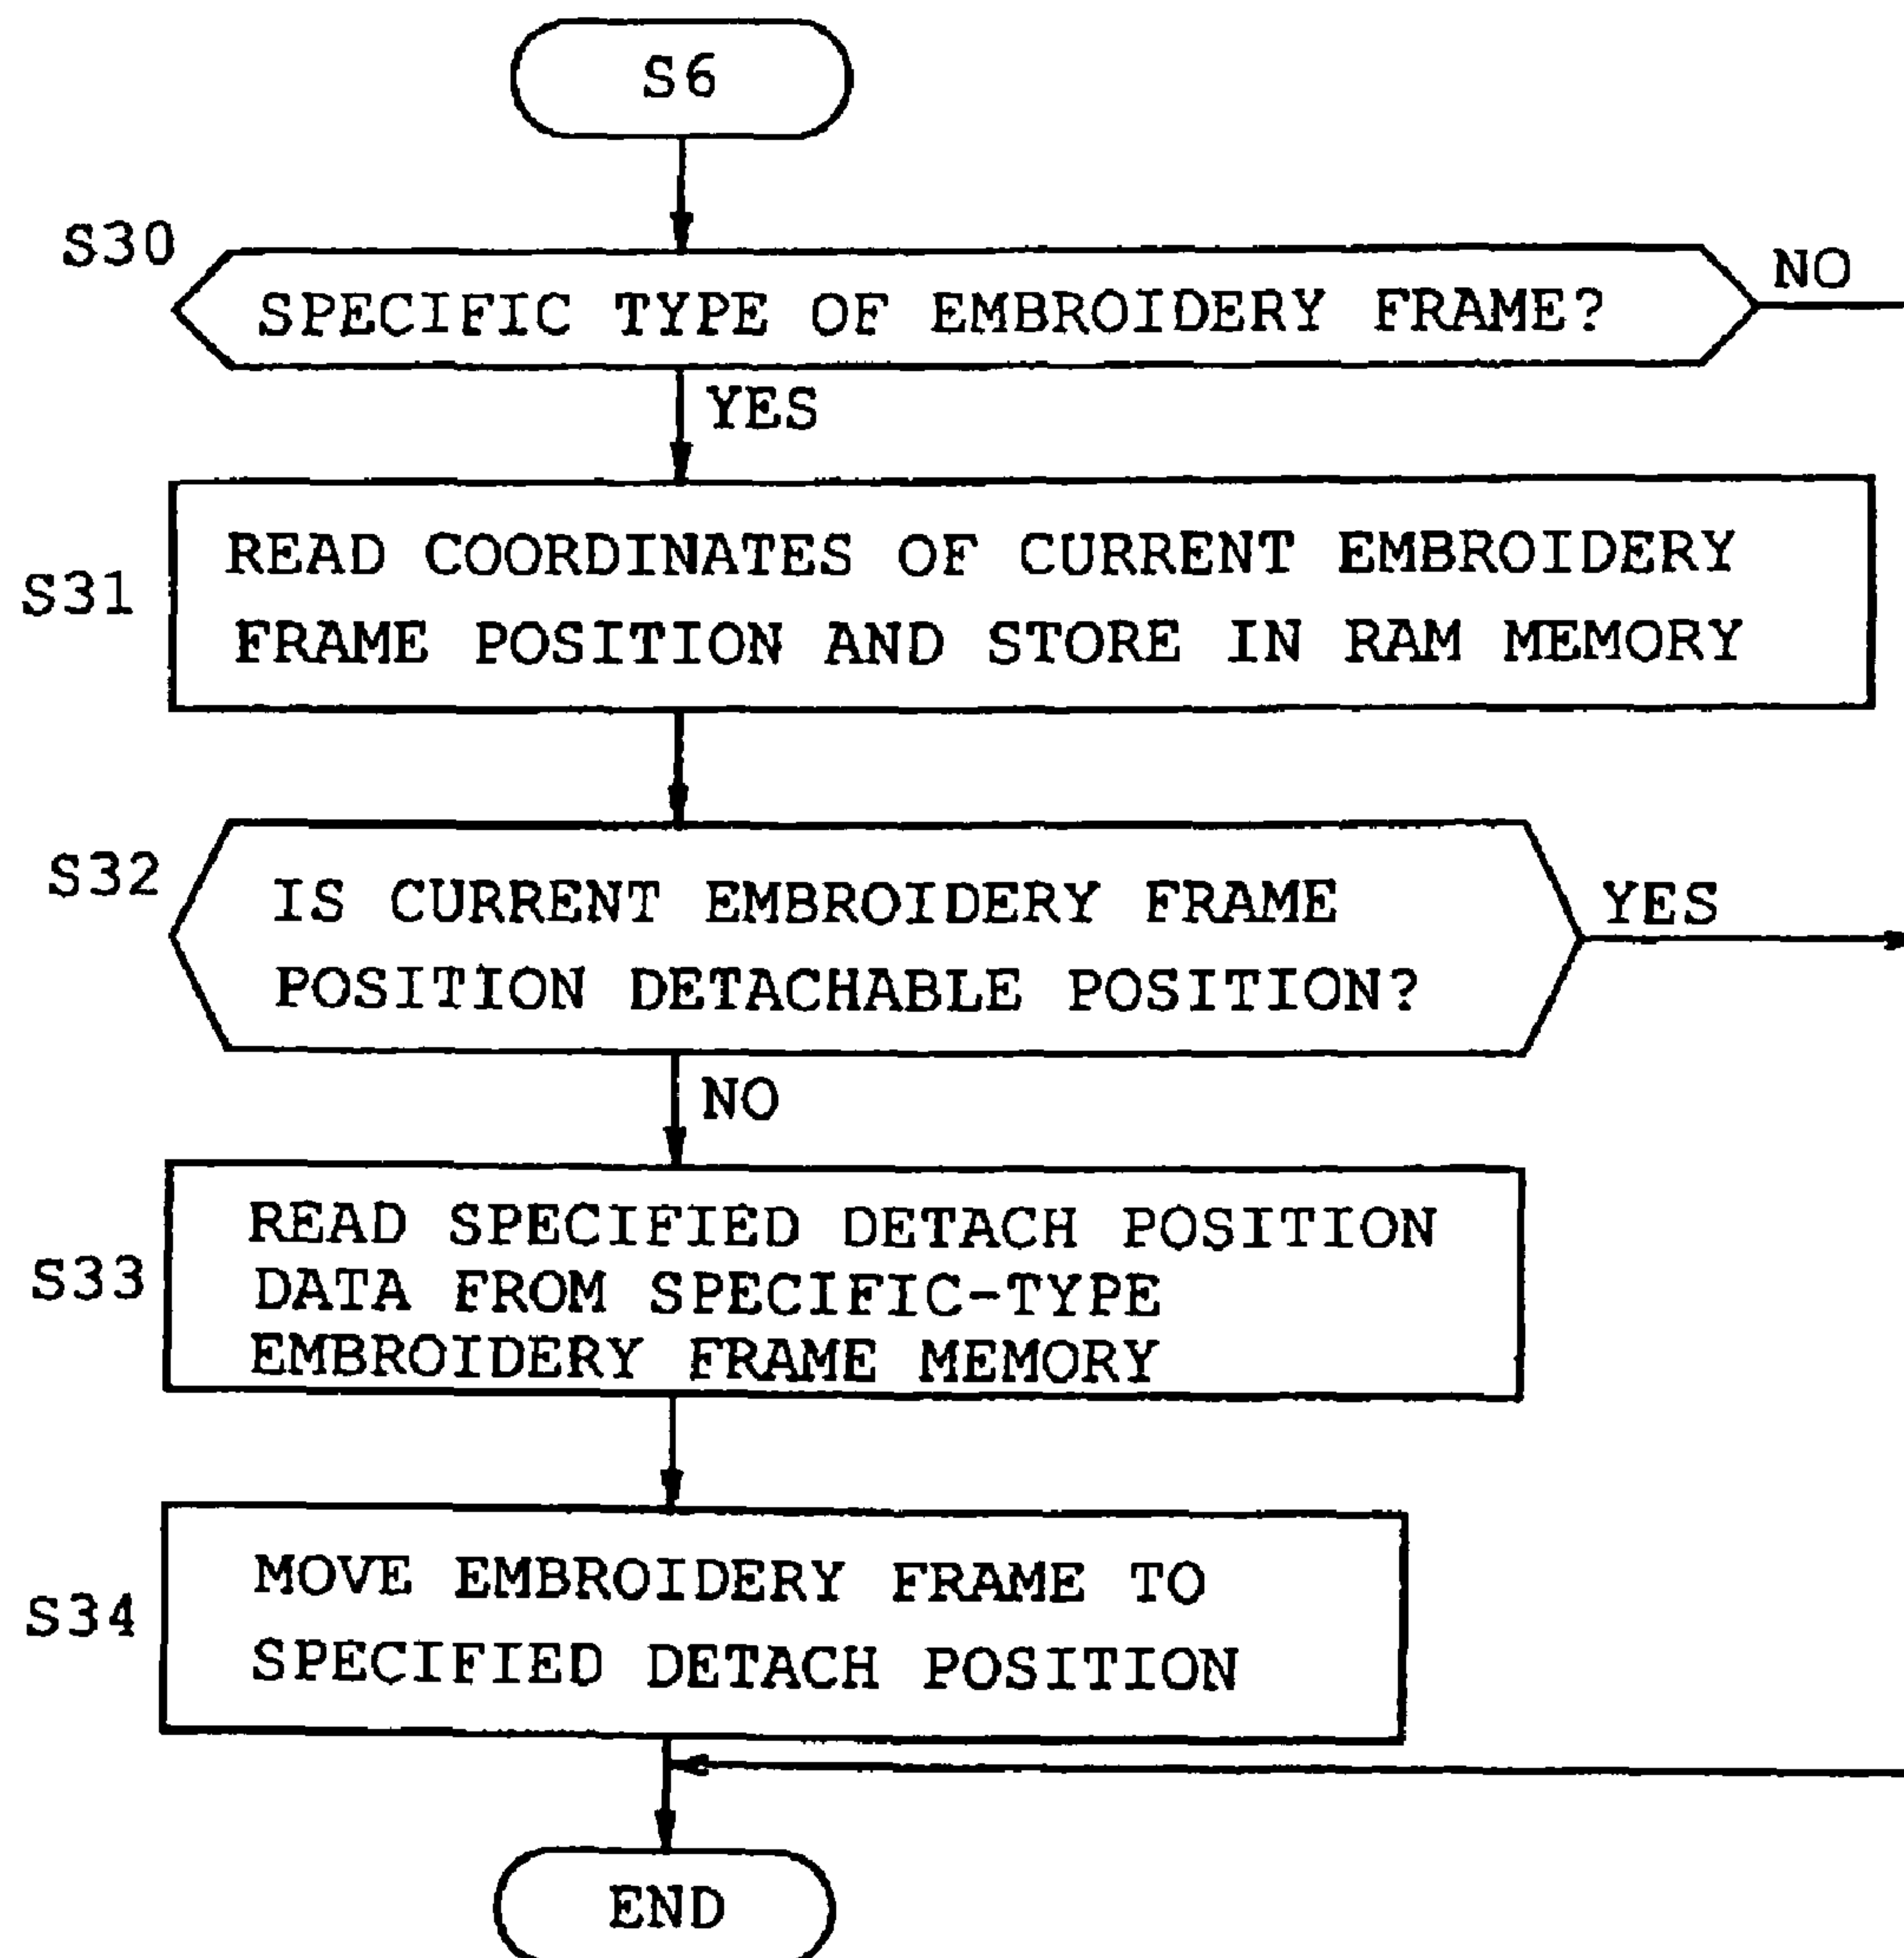 S6
S30
SPECIFIC TYPE OF EMBROIDERY FRAME?
NO
YES
S31
READ COORDINATES OF CURRENT EMBROIDERY
FRAME POSITION AND STORE IN RAM MEMORY
S32
IS CURRENT EMBROIDERY FRAME
POSITION DETACHABLE POSITION?
YES
NO
S33
READ SPECIFIED DETACH POSITION
DATA FROM SPECIFIC-TYPE
EMBROIDERY FRAME MEMORY
S34
MOVE EMBROIDERY FRAME TO
SPECIFIED DETACH POSITION
END